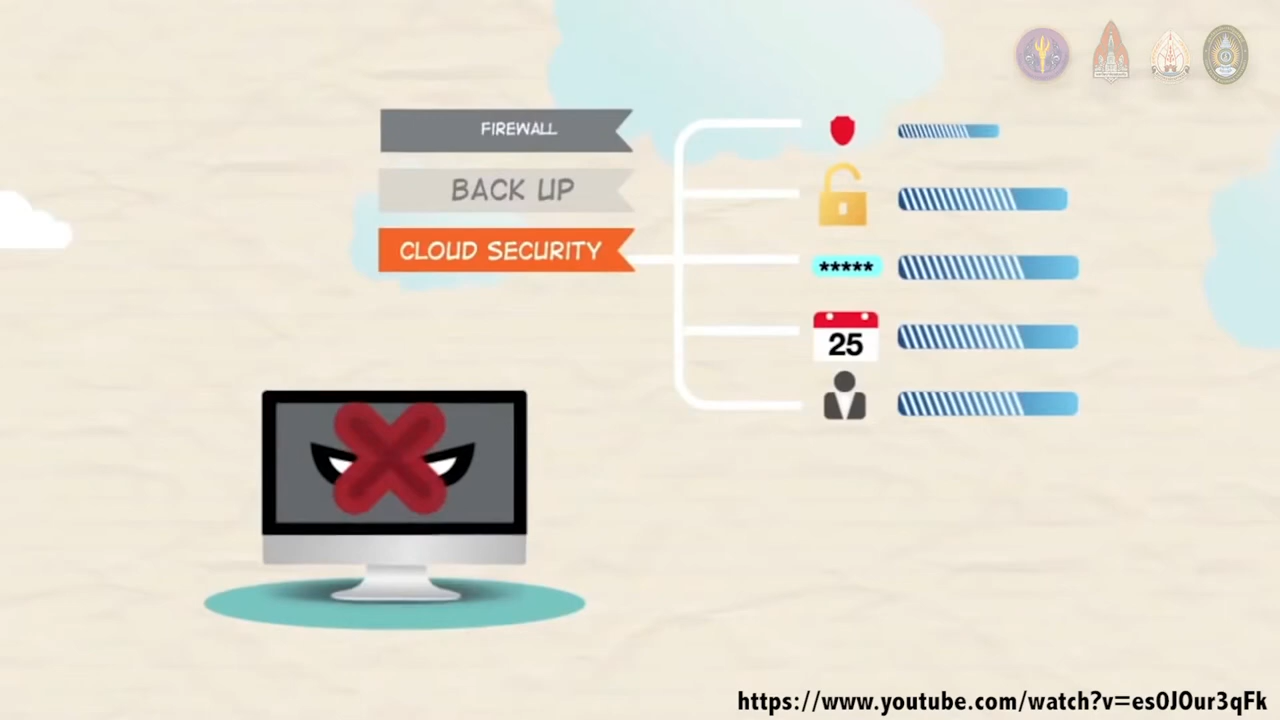 FIREWALL
BACK UP
CLOUD SECURITY
*****
25
https://www.youtube.com/watch?v=es0JOur3qFk